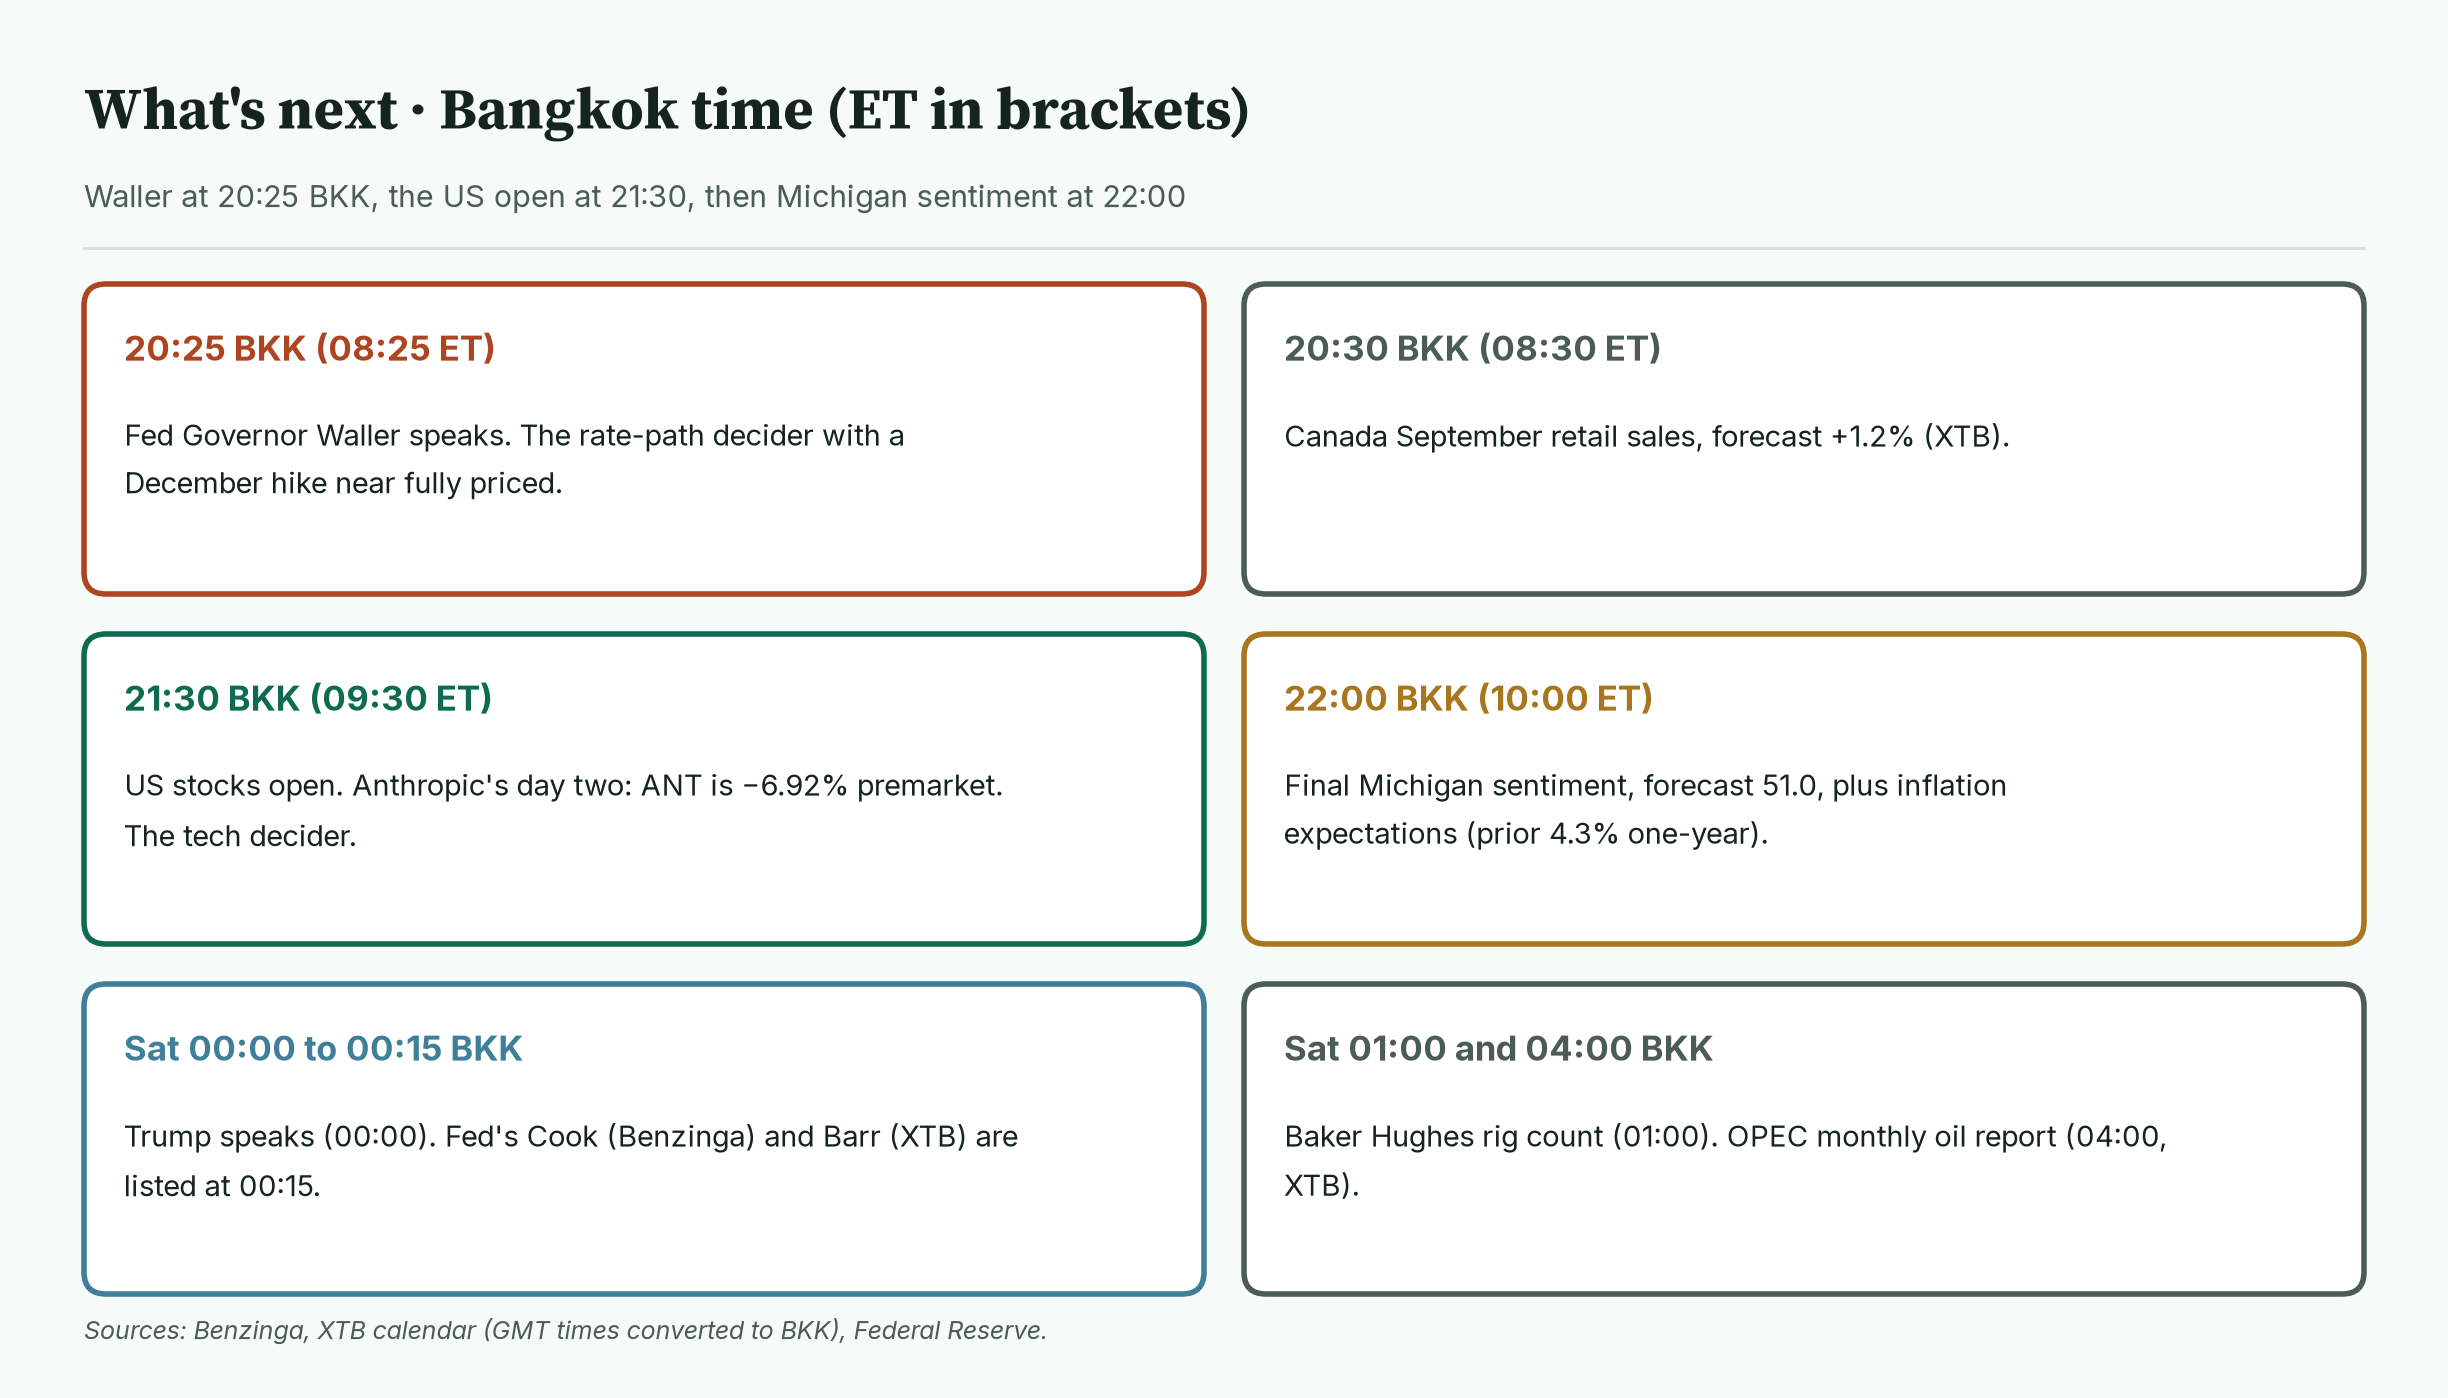 What's next · Bangkok time (ET in brackets)
Waller at 20:25 BKK, the US open at 21:30, then Michigan sentiment at 22:00
20:25 BKK (08:25 ET)
Fed Governor Waller speaks. The rate-path decider with a
December hike near fully priced.
20:30 BKK (08:30 ET)
Canada September retail sales, forecast +1.2% (XTB).
21:30 BKK (09:30 ET)
US stocks open. Anthropic's day two: ANT is −6.92% premarket.
The tech decider.
22:00 BKK (10:00 ET)
Final Michigan sentiment, forecast 51.0, plus inflation
expectations (prior 4.3% one-year).
Sat 00:00 to 00:15 BKK
Trump speaks (00:00). Fed's Cook (Benzinga) and Barr (XTB) are
listed at 00:15.
Sat 01:00 and 04:00 BKK
Baker Hughes rig count (01:00). OPEC monthly oil report (04:00,
XTB).
Sources: Benzinga, XTB calendar (GMT times converted to BKK), Federal Reserve.